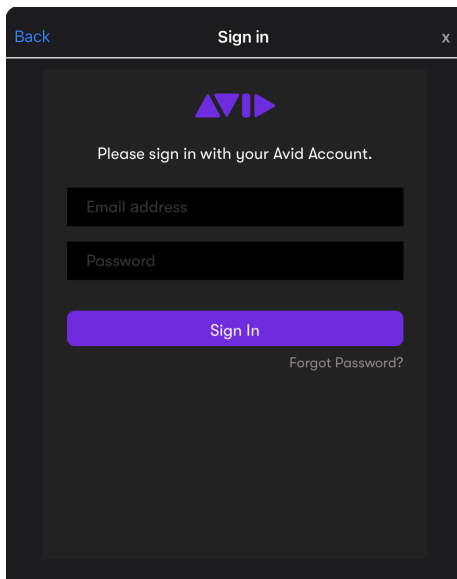 Back
Sign in
x
AVID
Please sign in with your Avid Account.
Email address
Password
Sign In
Forgot Password?